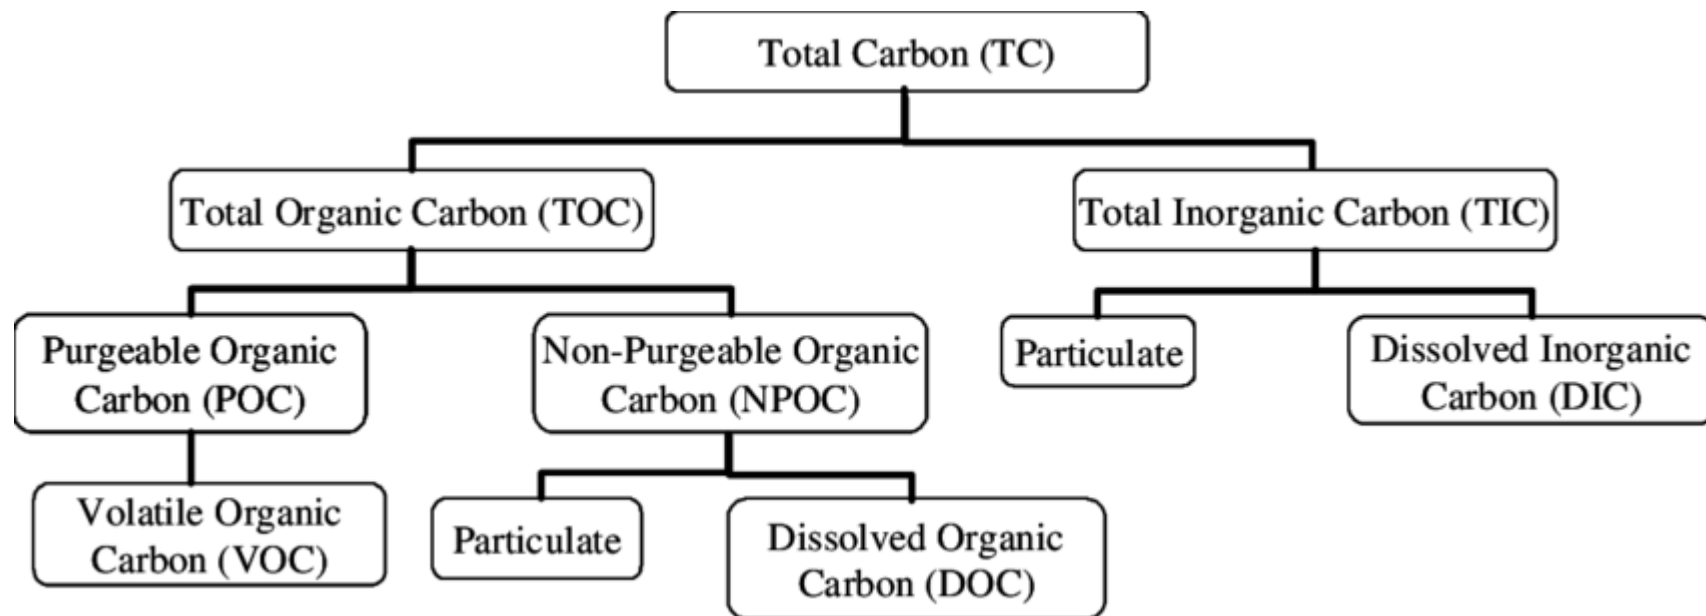 Total Carbon (TC)
Total Organic Carbon (TOC)
Total Inorganic Carbon (TIC)
Purgeable Organic
Carbon (POC)
Non-Purgeable Organic
Carbon (NPOC)
Particulate
Dissolved Inorganic
Carbon (DIC)
Volatile Organic
Carbon (VOC)
Particulate
Dissolved Organic
Carbon (DOC)